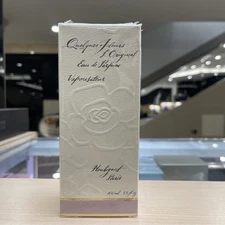 Quelques Fleurs
L'Original
Eau de Parfum
Vaporisateur
Houbigant
Paris